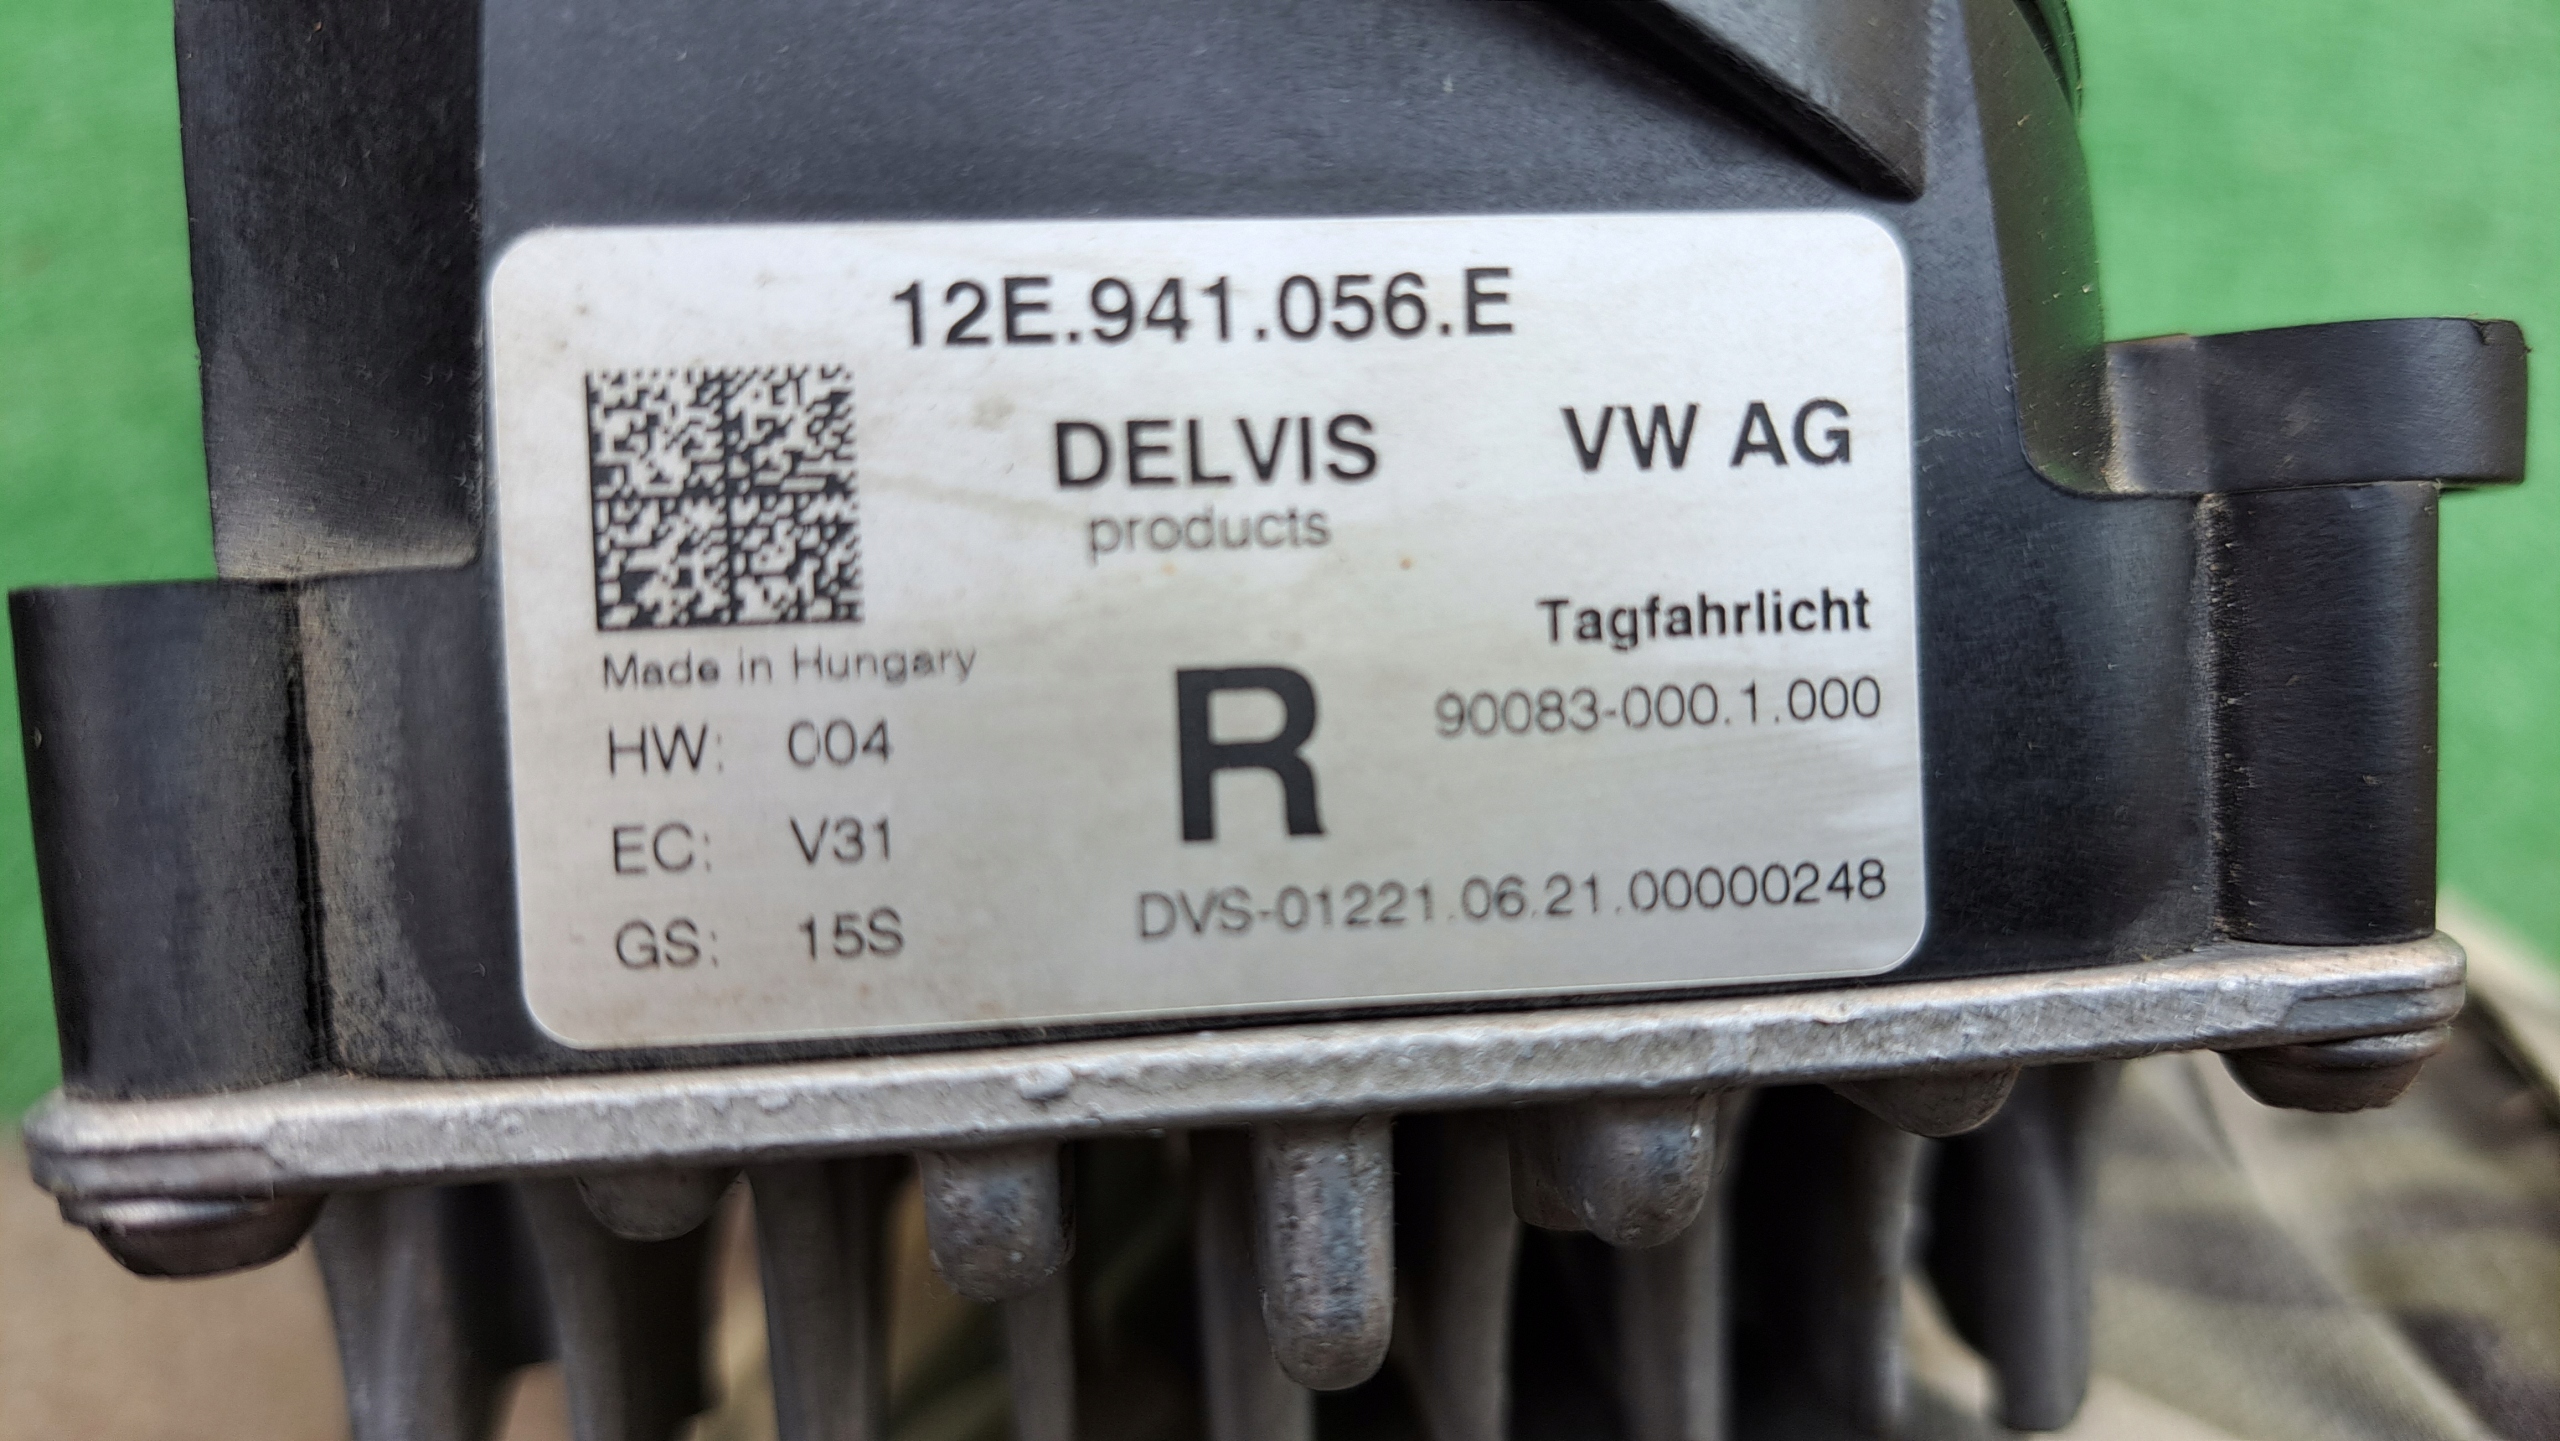 12E.941.056.E
DELVIS VW AG
products
Tagfahrlicht
Made in Hungary
R 90083-000.1.000
HW: 004
EC: V31
GS: 15S
DVS-01221.06.21.00000248